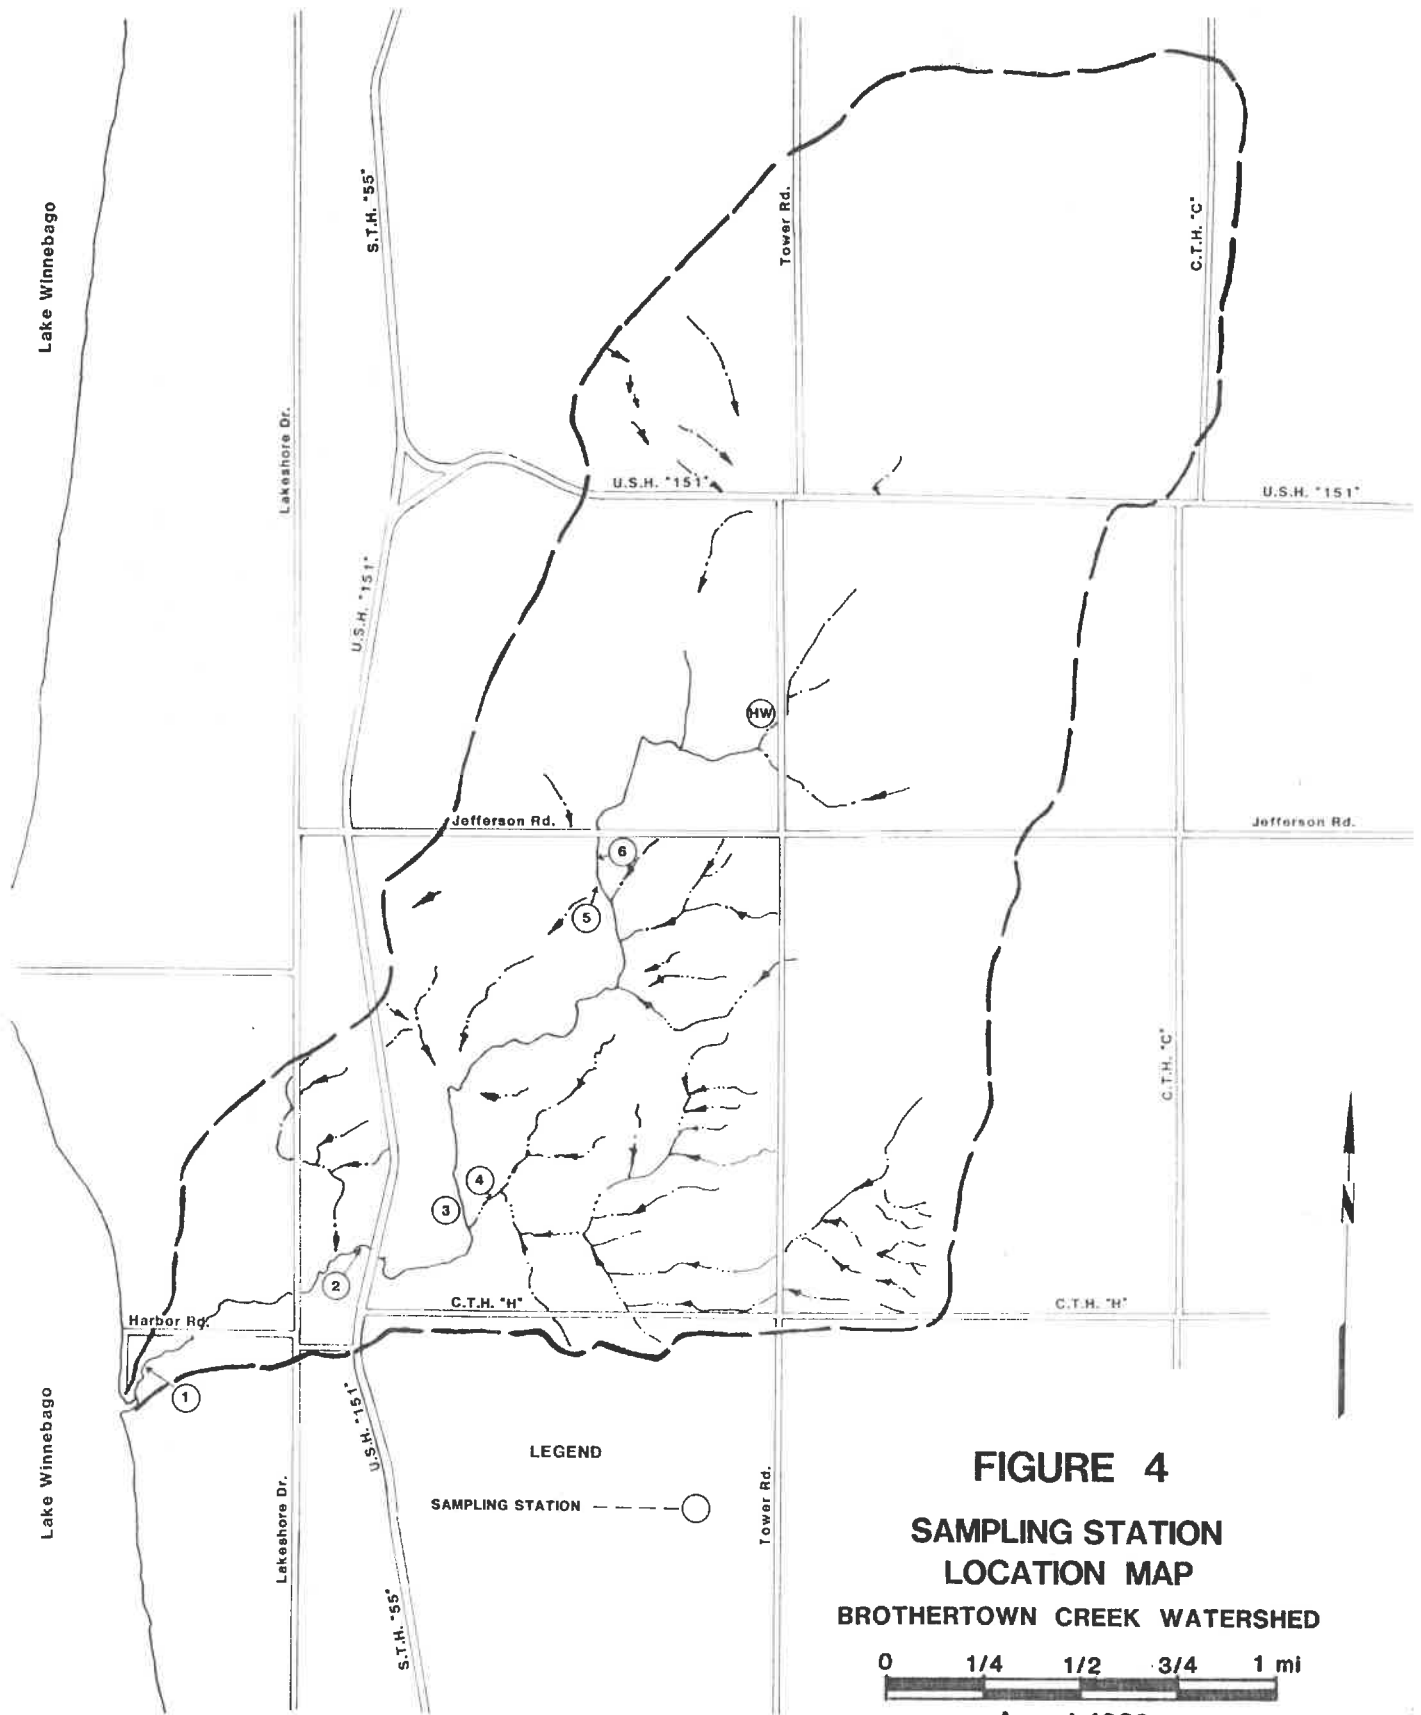 Lake Winnebago
S.T.H. "55"
Tower Rd.
C.T.H. "C"
Lakeshore Dr.
U.S.H. "151"
U.S.H. "151"
U.S.H. "151"
HW
Jefferson Rd.
Jefferson Rd.
6
5
C.T.H. "C"
4
3
N
2
C.T.H. "H"
C.T.H. "H"
Harbor Rd.
1
Lake Winnebago
U.S.H. "151"
LEGEND
SAMPLING STATION
Lakeshore Dr.
Tower Rd.
S.T.H. "55"
FIGURE 4
SAMPLING STATION
LOCATION MAP
BROTHERTOWN CREEK WATERSHED
0 1/4 1/2 3/4 1 mi